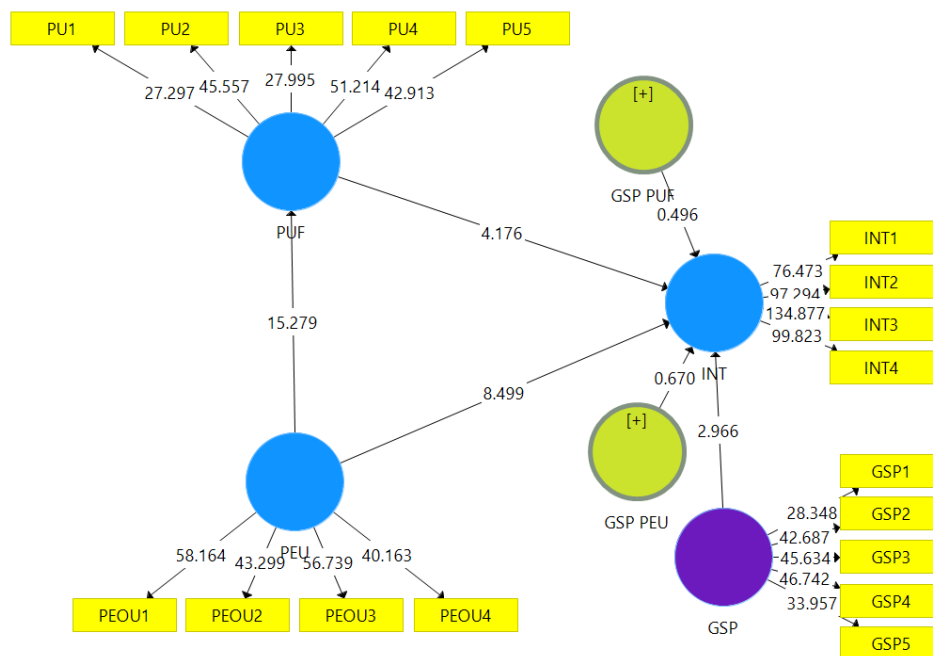 PU1 PU2 PU3 PU4 PU5
27.297 45.557 27.995 51.214 42.913
[+]
GSP PUF
0.496
PUF
4.176
INT1
76.473
INT2
97.294
134.877
INT3
99.823
INT4
15.279
INT
0.670
8.499
[+]
2.966
GSP PEU
GSP1
28.348
GSP2
42.687
45.634
GSP3
46.742
GSP4
33.957
GSP5
GSP
PEU
58.164 43.299 56.739 40.163
PEOU1 PEOU2 PEOU3 PEOU4